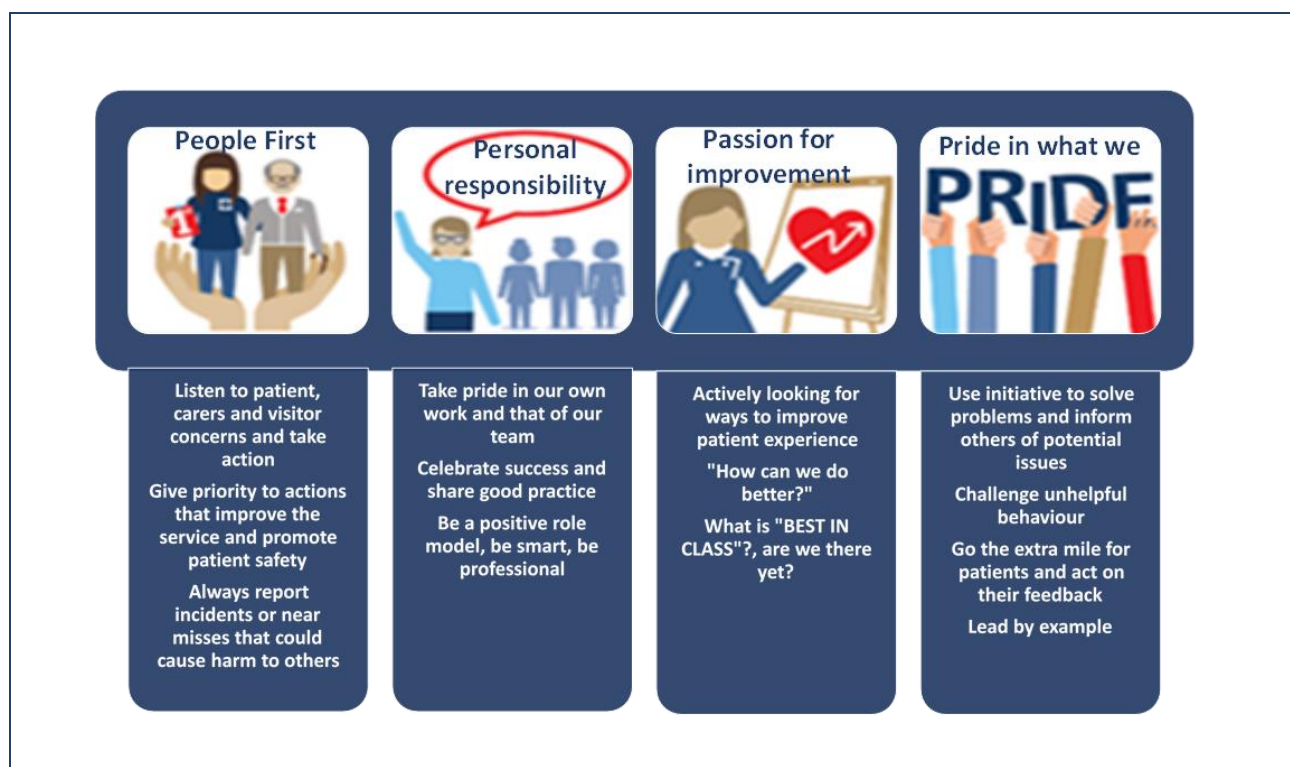 People First
Personal
responsibility
Passion for
improvement
Pride in what we
PRIDE
Listen to patient,
carers and visitor
concerns and take
action
Give priority to actions
that improve the
service and promote
patient safety
Always report
incidents or near
misses that could
cause harm to others
Take pride in our own
work and that of our
team
Celebrate success and
share good practice
Be a positive role
model, be smart, be
professional
Actively looking for
ways to improve
patient experience
"How can we do
better?"
What is "BEST IN
CLASS"?, are we there
yet?
Use initiative to solve
problems and inform
others of potential
issues
Challenge unhelpful
behaviour
Go the extra mile for
patients and act on
their feedback
Lead by example